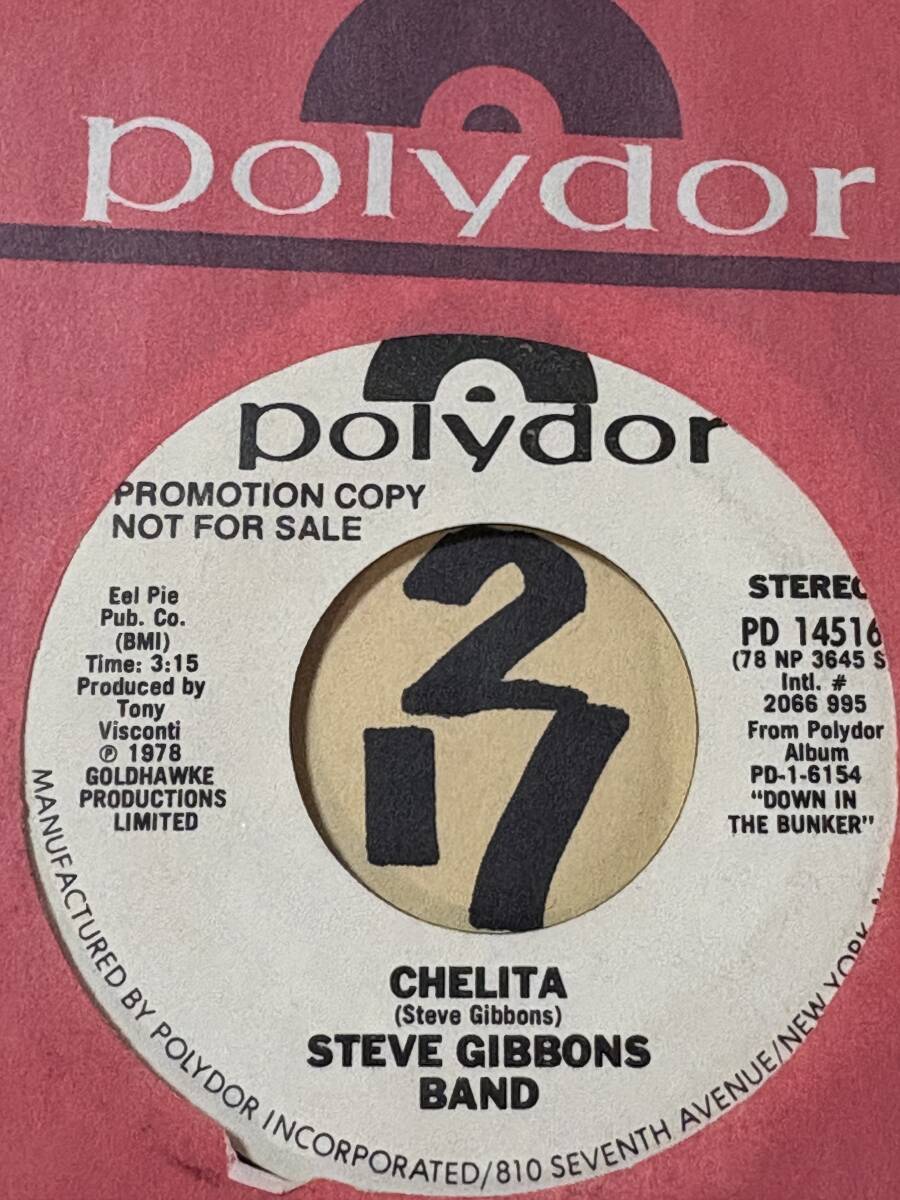 polydor
polydor
PROMOTION COPY
NOT FOR SALE
Eel Pie
Pub. Co.
(BMI)
Time: 3:15
Produced by
Tony
Visconti
℗ 1978
GOLDHAWKE
PRODUCTIONS
LIMITED
2
17
STEREO
PD 14516
(78 NP 3645 S
Intl. #
2066 995
From Polydor
Album
PD-1-6154
"DOWN IN
THE BUNKER"
CHELITA
(Steve Gibbons)
STEVE GIBBONS
BAND
MANUFACTURED BY POLYDOR INCORPORATED/810 SEVENTH AVENUE/NEW YORK,